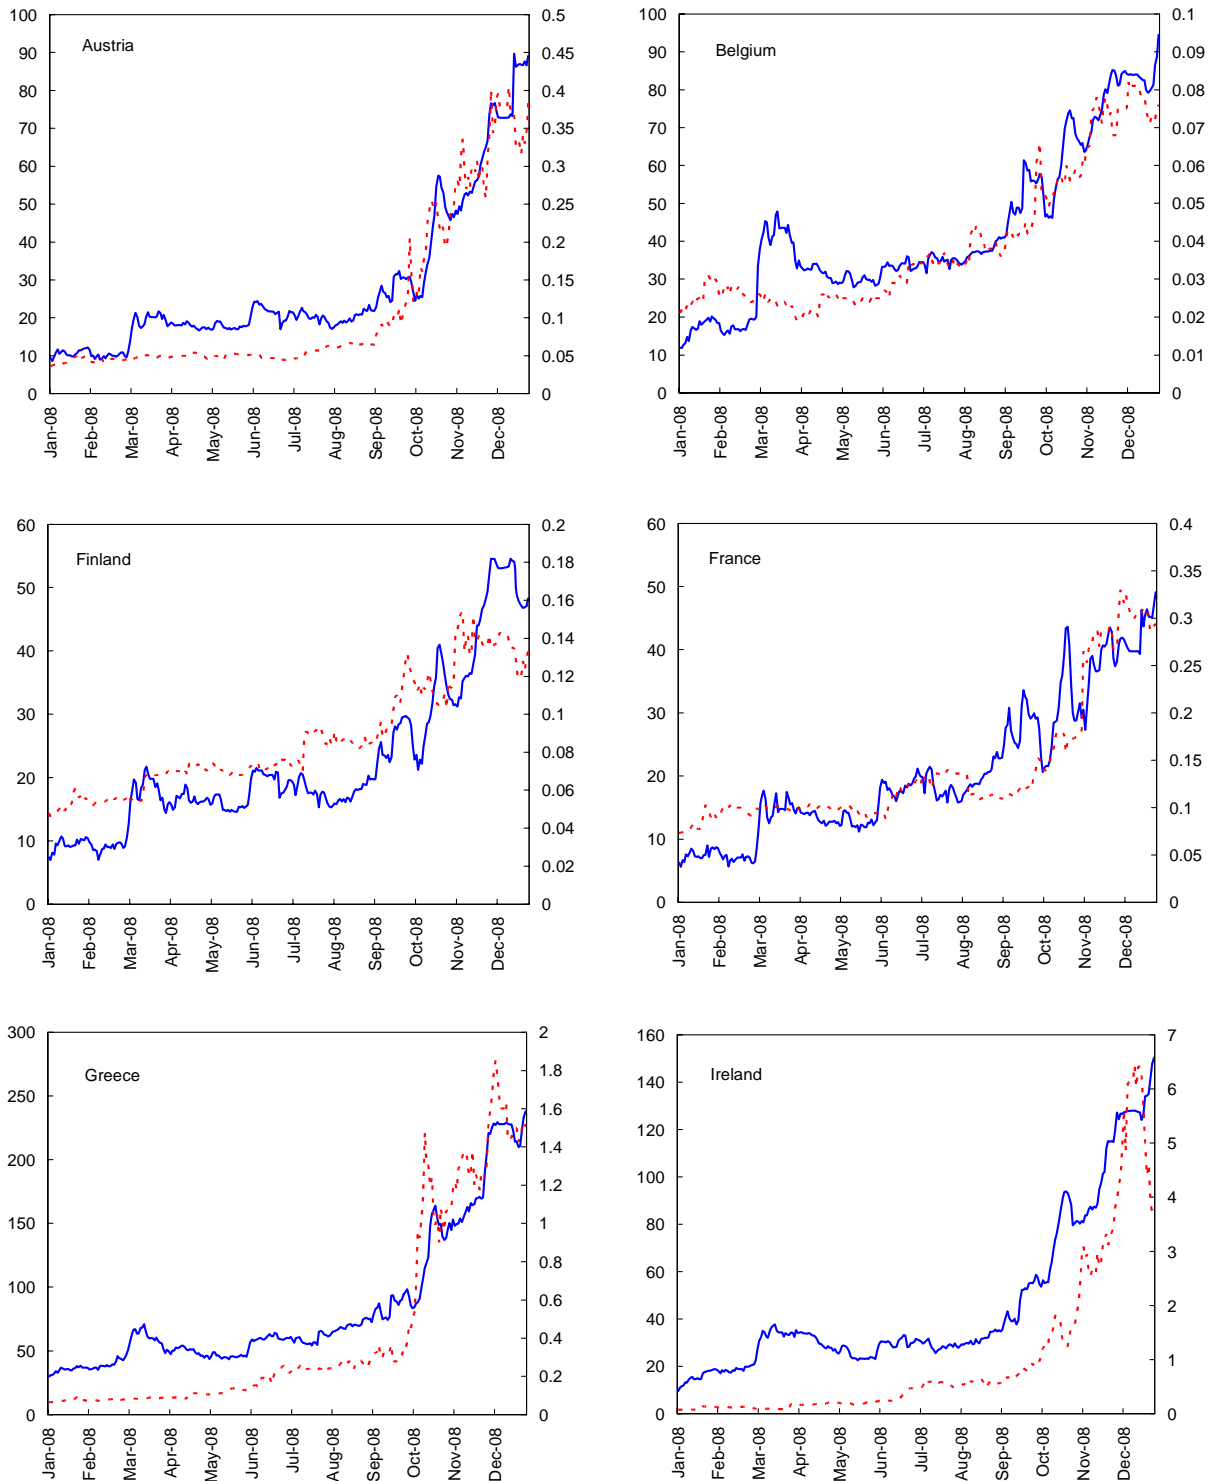 Austria
100
90
80
70
60
50
40
30
20
10
0
0.5
0.45
0.4
0.35
0.3
0.25
0.2
0.15
0.1
0.05
0
Jan-08
Feb-08
Mar-08
Apr-08
May-08
Jun-08
Jul-08
Aug-08
Sep-08
Oct-08
Nov-08
Dec-08
Belgium
100
90
80
70
60
50
40
30
20
10
0
0.1
0.09
0.08
0.07
0.06
0.05
0.04
0.03
0.02
0.01
0
Jan-08
Feb-08
Mar-08
Apr-08
May-08
Jun-08
Jul-08
Aug-08
Sep-08
Oct-08
Nov-08
Dec-08
Finland
60
50
40
30
20
10
0
0.2
0.18
0.16
0.14
0.12
0.1
0.08
0.06
0.04
0.02
0
Jan-08
Feb-08
Mar-08
Apr-08
May-08
Jun-08
Jul-08
Aug-08
Sep-08
Oct-08
Nov-08
Dec-08
France
60
50
40
30
20
10
0
0.4
0.35
0.3
0.25
0.2
0.15
0.1
0.05
0
Jan-08
Feb-08
Mar-08
Apr-08
May-08
Jun-08
Jul-08
Aug-08
Sep-08
Oct-08
Nov-08
Dec-08
Greece
300
250
200
150
100
50
0
2
1.8
1.6
1.4
1.2
1
0.8
0.6
0.4
0.2
0
Jan-08
Feb-08
Mar-08
Apr-08
May-08
Jun-08
Jul-08
Aug-08
Sep-08
Oct-08
Nov-08
Dec-08
Ireland
160
140
120
100
80
60
40
20
0
7
6
5
4
3
2
1
0
Jan-08
Feb-08
Mar-08
Apr-08
May-08
Jun-08
Jul-08
Aug-08
Sep-08
Oct-08
Nov-08
Dec-08